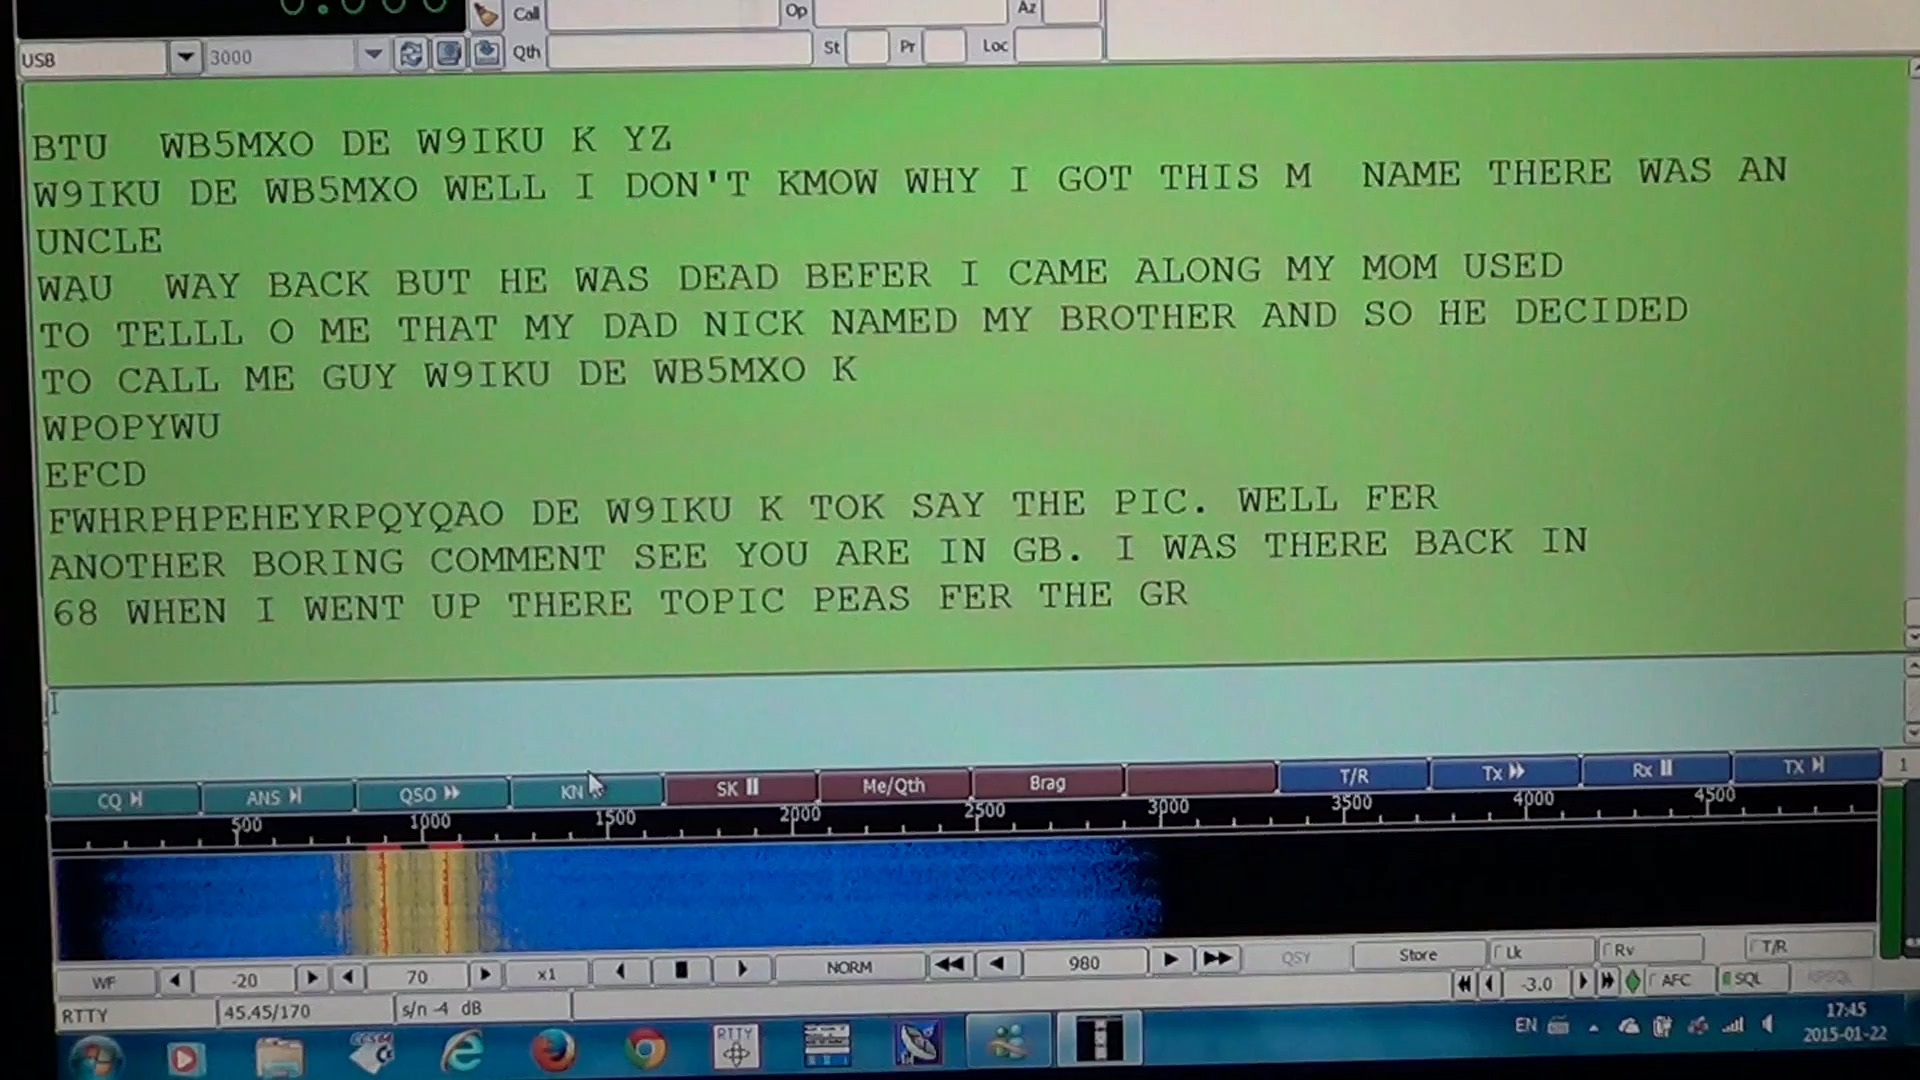 0.000
Call
Op
Az
USB
3000
Qth
St
Pr
Loc
BTU  WB5MXO DE W9IKU K YZ
W9IKU DE WB5MXO WELL I DON'T KMOW WHY I GOT THIS M  NAME THERE WAS AN
UNCLE
WAU  WAY BACK BUT HE WAS DEAD BEFER I CAME ALONG MY MOM USED
TO TELLL O ME THAT MY DAD NICK NAMED MY BROTHER AND SO HE DECIDED
TO CALL ME GUY W9IKU DE WB5MXO K
WPOPYWU
EFCD
FWHRPHPEHEYRPQYQAO DE W9IKU K TOK SAY THE PIC. WELL FER
ANOTHER BORING COMMENT SEE YOU ARE IN GB. I WAS THERE BACK IN
68 WHEN I WENT UP THERE TOPIC PEAS FER THE GR
CQ ANS QSO KN SK Me/Qth Brag T/R Tx Rx TX 1
500 1000 1500 2000 2500 3000 3500 4000 4500
WF -20 70 x1 NORM 980 QSY Store Lk Rv T/R
-3.0 AFC SQL KPSQL
RTTY 45.45/170 s/n -4 dB
RTTY
EN
17:45
2015-01-22